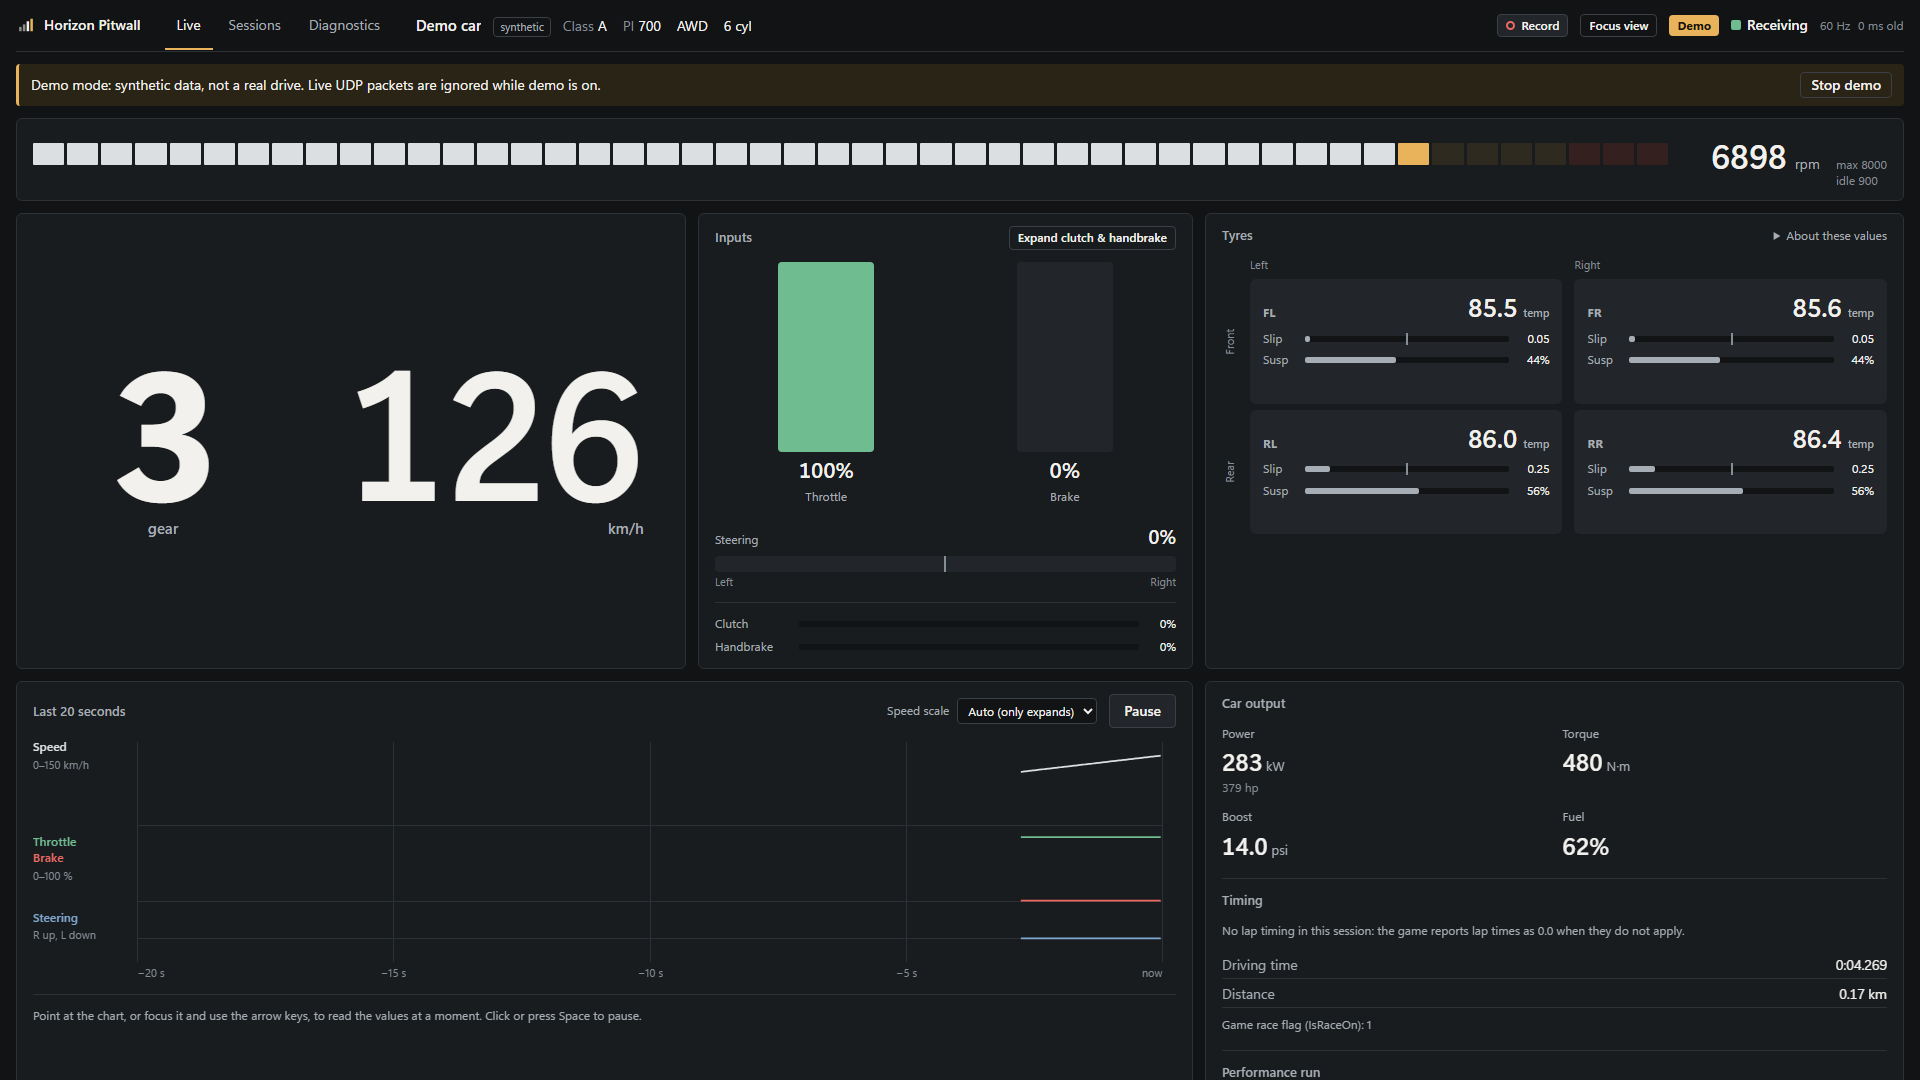 Horizon Pitwall
Live
Sessions
Diagnostics
Demo car
synthetic
Class A
PI 700
AWD
6 cyl
Record
Focus view
Demo
Receiving
60 Hz
0 ms old
Demo mode: synthetic data, not a real drive. Live UDP packets are ignored while demo is on.
Stop demo
6898 rpm
max 8000
idle 900
3
gear
126
km/h
Inputs
Expand clutch & handbrake
100%
Throttle
0%
Brake
Steering
0%
Left
Right
Clutch
0%
Handbrake
0%
Tyres
About these values
Left
Right
Front
FL
85.5 temp
Slip
0.05
Susp
44%
FR
85.6 temp
Slip
0.05
Susp
44%
Rear
RL
86.0 temp
Slip
0.25
Susp
56%
RR
86.4 temp
Slip
0.25
Susp
56%
Last 20 seconds
Speed scale
Auto (only expands)
Pause
Speed
0–150 km/h
Throttle
Brake
0–100 %
Steering
R up, L down
−20 s
−15 s
−10 s
−5 s
now
Point at the chart, or focus it and use the arrow keys, to read the values at a moment. Click or press Space to pause.
Car output
Power
283 kW
379 hp
Torque
480 N·m
Boost
14.0 psi
Fuel
62%
Timing
No lap timing in this session: the game reports lap times as 0.0 when they do not apply.
Driving time
0:04.269
Distance
0.17 km
Game race flag (IsRaceOn): 1
Performance run